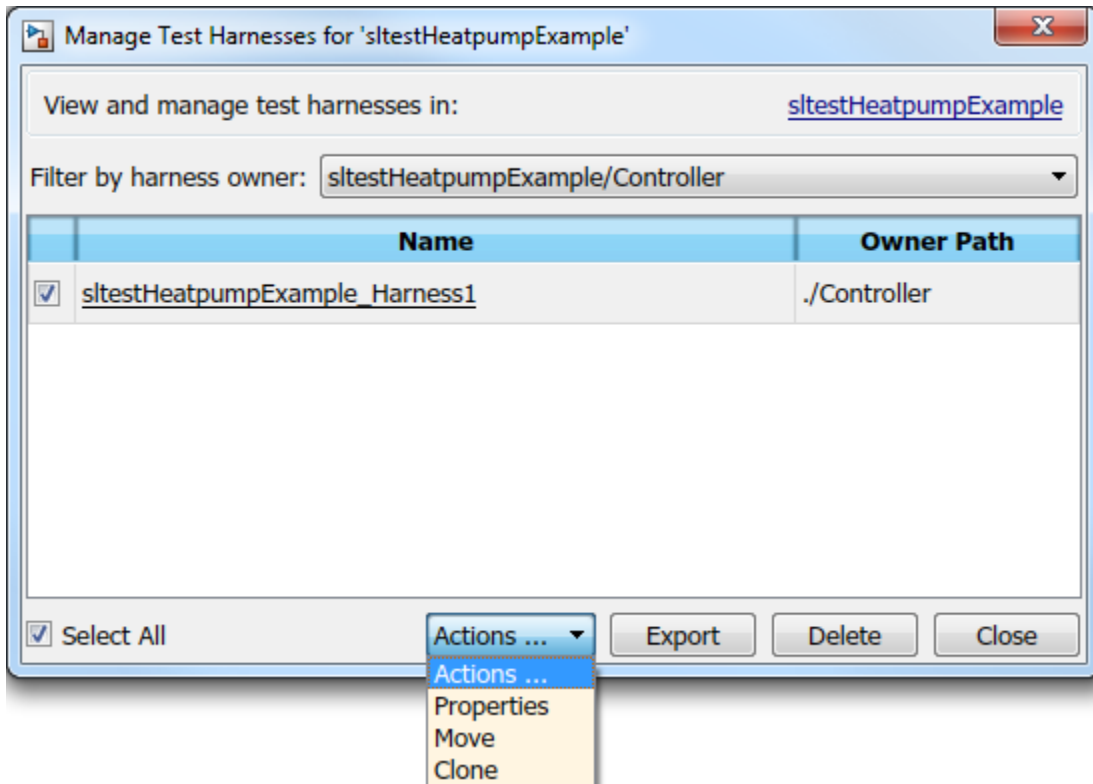 Manage Test Harnesses for 'sltestHeatpumpExample'
View and manage test harnesses in: sltestHeatpumpExample
Filter by harness owner: sltestHeatpumpExample/Controller
Name Owner Path
sltestHeatpumpExample_Harness1 ./Controller
Select All Actions ... Export Delete Close
Actions ...
Properties
Move
Clone